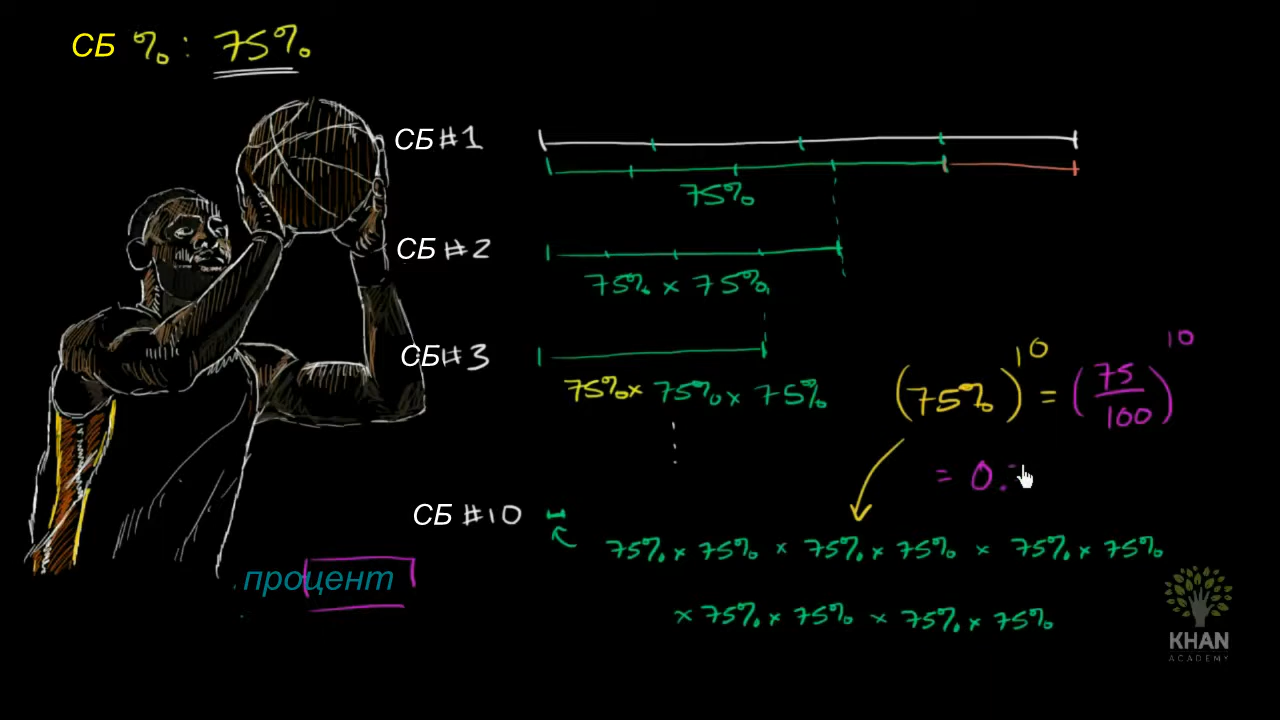 СБ % : 75%
СБ #1
75%
СБ #2
75% x 75%
СБ #3
75% x 75% x 75%
(75%)^10 = (75/100)^10
= 0.
СБ #10
75% x 75% x 75% x 75% x 75% x 75%
x 75% x 75% x 75% x 75%
процент
KHAN
ACADEMY